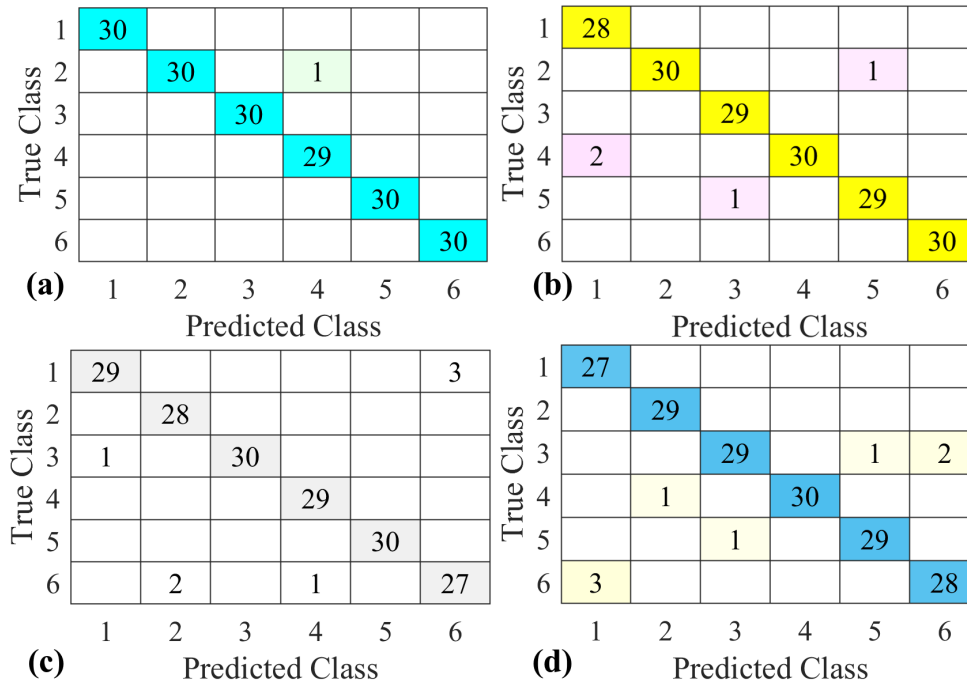 1 30
2 30 1
3 30
4 29
5 30
6 30
True Class
(a) 1 2 3 4 5 6
Predicted Class
1 28
2 30 1
3 29
4 2 30
5 1 29
6 30
True Class
(b) 1 2 3 4 5 6
Predicted Class
1 29 3
2 28
3 1 30
4 29
5 30
6 2 1 27
True Class
1 2 3 4 5 6
(c) Predicted Class
1 27
2 29
3 29 1 2
4 1 30
5 1 29
6 3 28
True Class
1 2 3 4 5 6
(d) Predicted Class